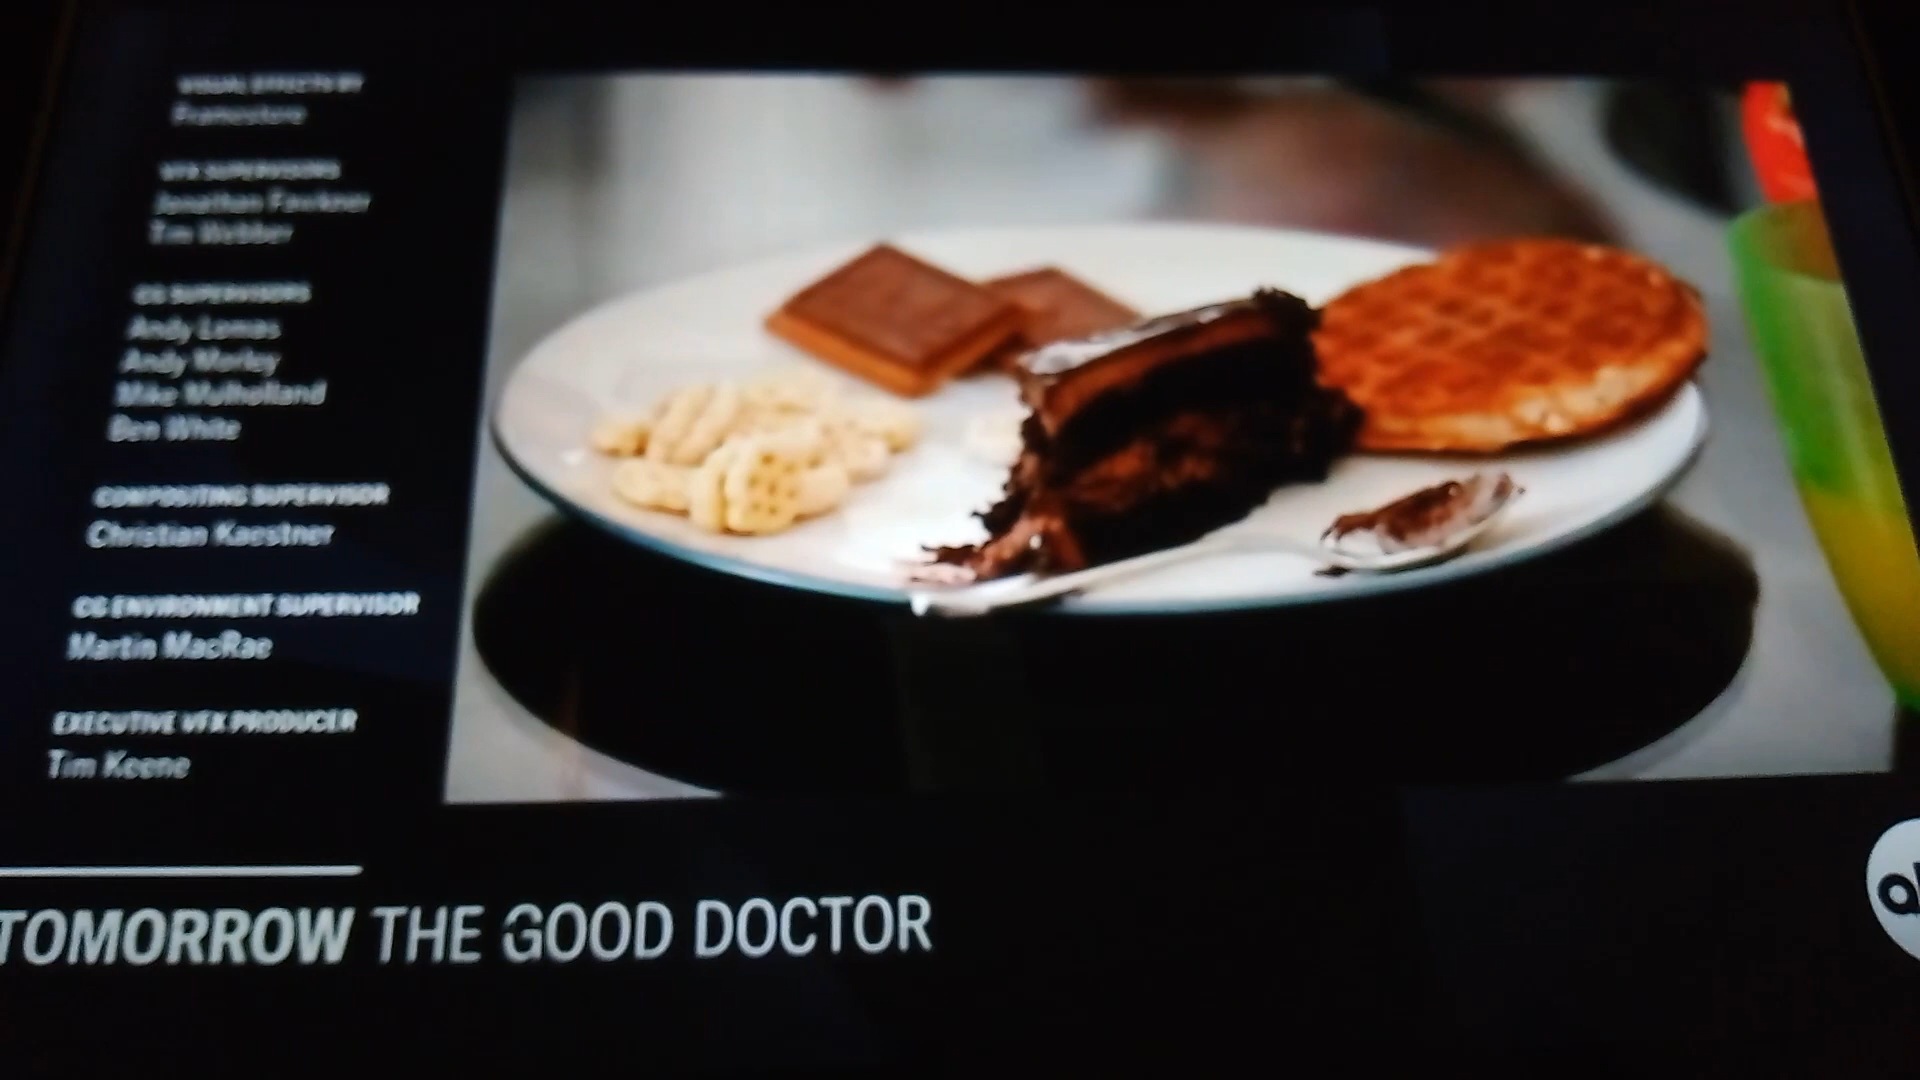 VISUAL EFFECTS BY
Framestore
VFX SUPERVISORS
Jonathan Fawkner
Tim Webber
CG SUPERVISORS
Andy Lomas
Andy Morley
Mike Mulholland
Ben White
COMPOSITING SUPERVISOR
Christian Kaestner
CG ENVIRONMENT SUPERVISOR
Martin MacRae
EXECUTIVE VFX PRODUCER
Tim Keene
TOMORROW THE GOOD DOCTOR